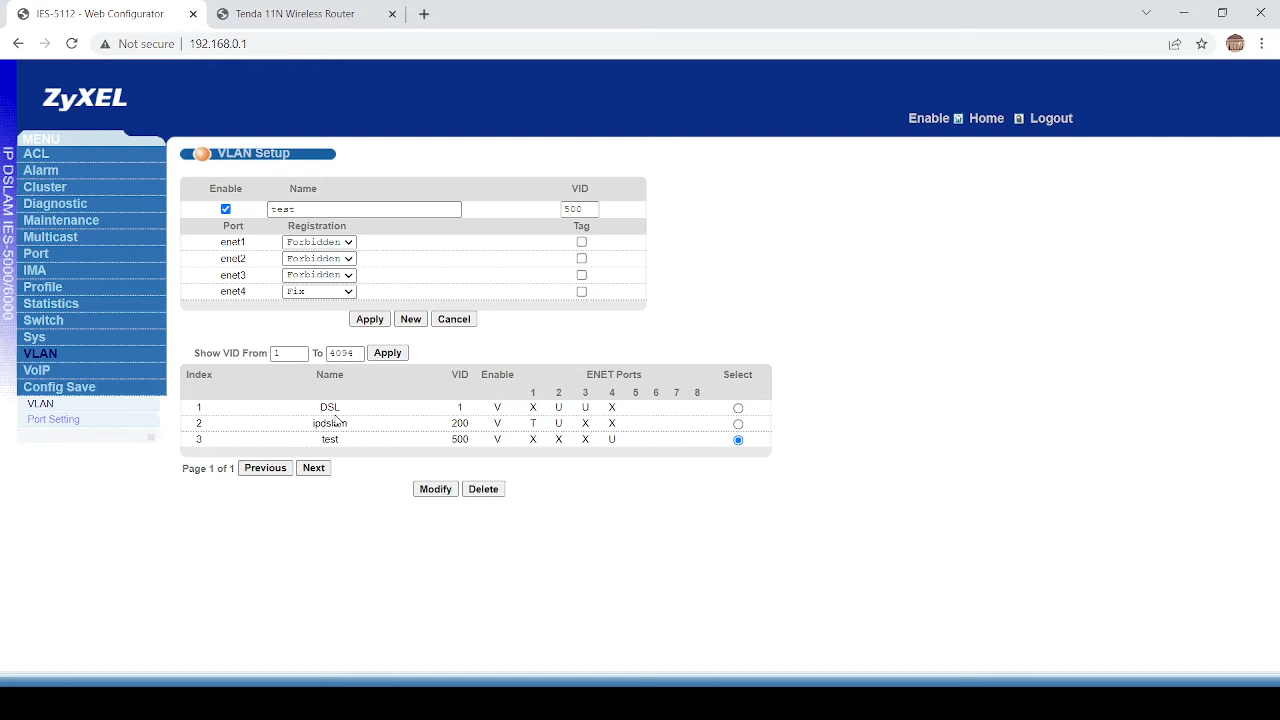 IES-5112 - Web Configurator
Tenda 11N Wireless Router
Not secure 192.168.0.1
ZyXEL
Enable Home Logout
IP DSLAM IES-5000/6000
MENU
ACL
Alarm
Cluster
Diagnostic
Maintenance
Multicast
Port
IMA
Profile
Statistics
Switch
Sys
VLAN
VoIP
Config Save
VLAN
Port Setting
VLAN Setup
Enable Name VID
test 500
Port Registration Tag
enet1 Forbidden
enet2 Forbidden
enet3 Forbidden
enet4 Fix
Apply New Cancel
Show VID From 1 To 4094 Apply
Index Name VID Enable ENET Ports Select
1 2 3 4 5 6 7 8
1 DSL 1 V X U U X
2 ipdslam 200 V T U X X
3 test 500 V X X X U
Page 1 of 1 Previous Next
Modify Delete